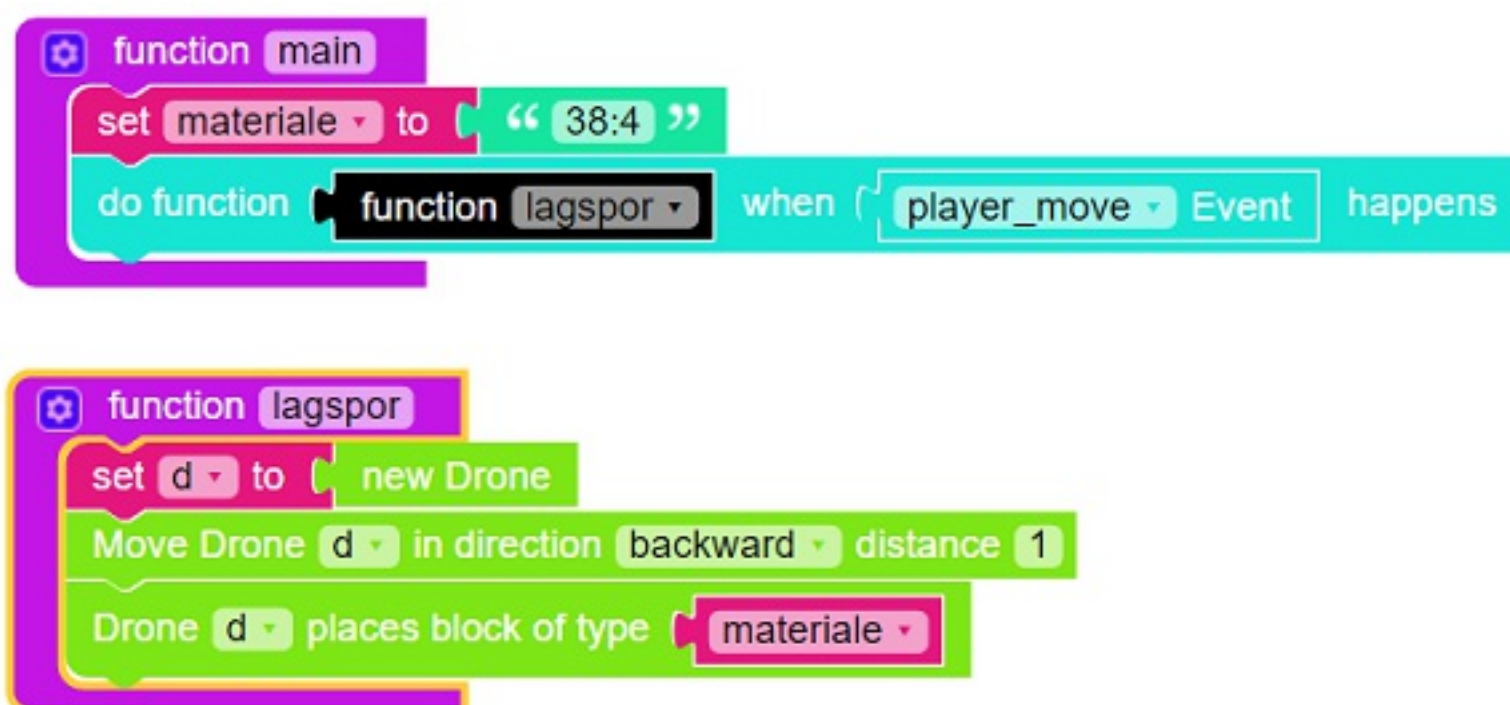 function main
set materiale to “ 38:4 ”
do function function lagspor when player_move Event happens
function lagspor
set d to new Drone
Move Drone d in direction backward distance 1
Drone d places block of type materiale